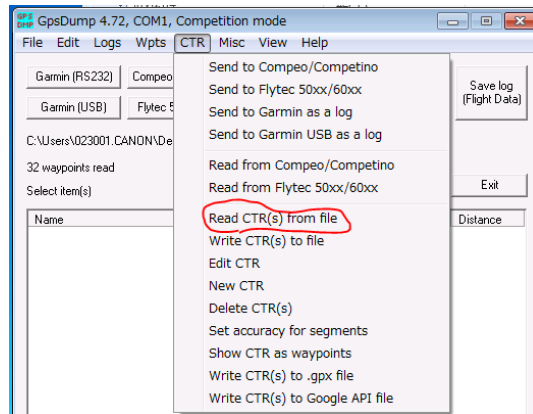 GPS DMP GpsDump 4.72, COM1, Competition mode
File Edit Logs Wpts CTR Misc View Help
Garmin (RS232)
Compeo
Garmin (USB)
Flytec 5
C:\Users\023001.CANON\De
32 waypoints read
Select item(s)
Name
Send to Compeo/Competino
Send to Flytec 50xx/60xx
Send to Garmin as a log
Send to Garmin USB as a log
Read from Compeo/Competino
Read from Flytec 50xx/60xx
Read CTR(s) from file
Write CTR(s) to file
Edit CTR
New CTR
Delete CTR(s)
Set accuracy for segments
Show CTR as waypoints
Write CTR(s) to .gpx file
Write CTR(s) to Google API file
Save log
(Flight Data)
Exit
Distance